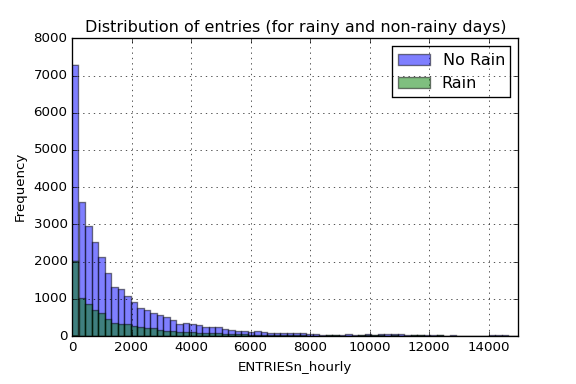 Distribution of entries (for rainy and non-rainy days)
8000
7000
6000
5000
4000
3000
2000
1000
0
Frequency
No Rain
Rain
0 2000 4000 6000 8000 10000 12000 14000
ENTRIESn_hourly